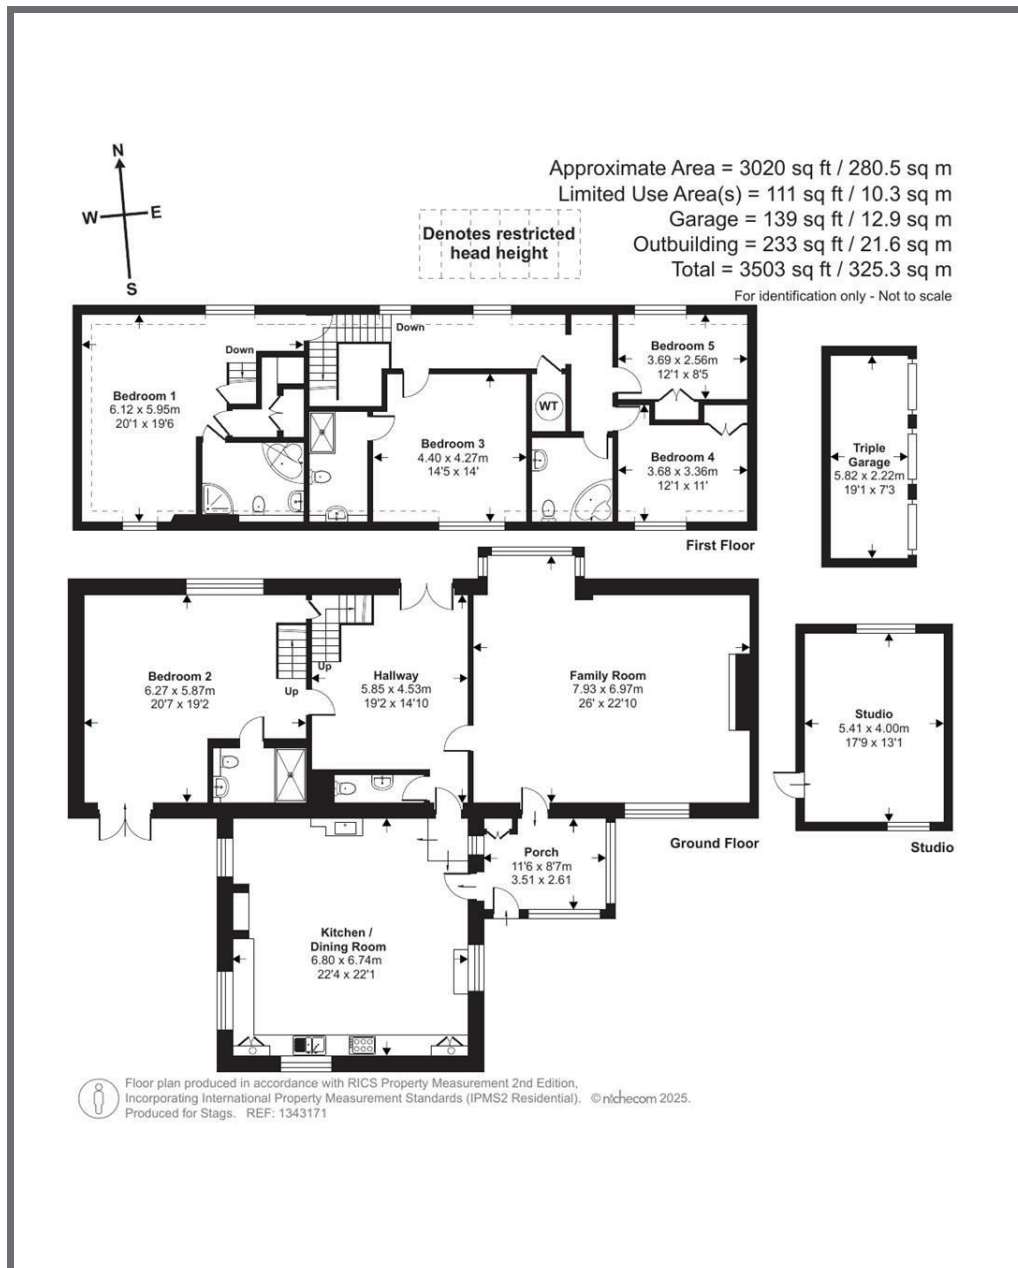 N
W E
S
Approximate Area = 3020 sq ft / 280.5 sq m
Limited Use Area(s) = 111 sq ft / 10.3 sq m
Garage = 139 sq ft / 12.9 sq m
Outbuilding = 233 sq ft / 21.6 sq m
Total = 3503 sq ft / 325.3 sq m
For identification only - Not to scale
Denotes restricted
head height
Down
Down
Bedroom 1
6.12 x 5.95m
20'1 x 19'6
Bedroom 3
4.40 x 4.27m
14'5 x 14'
WT
Bedroom 5
3.69 x 2.56m
12'1 x 8'5
Bedroom 4
3.68 x 3.36m
12'1 x 11'
First Floor
Triple
Garage
5.82 x 2.22m
19'1 x 7'3
Bedroom 2
6.27 x 5.87m
20'7 x 19'2
Up
Up
Hallway
5.85 x 4.53m
19'2 x 14'10
Family Room
7.93 x 6.97m
26' x 22'10
Ground Floor
Studio
5.41 x 4.00m
17'9 x 13'1
Studio
Porch
11'6 x 8'7m
3.51 x 2.61
Kitchen /
Dining Room
6.80 x 6.74m
22'4 x 22'1
Floor plan produced in accordance with RICS Property Measurement 2nd Edition,
Incorporating International Property Measurement Standards (IPMS2 Residential). © nichecom 2025.
Produced for Stags. REF: 1343171